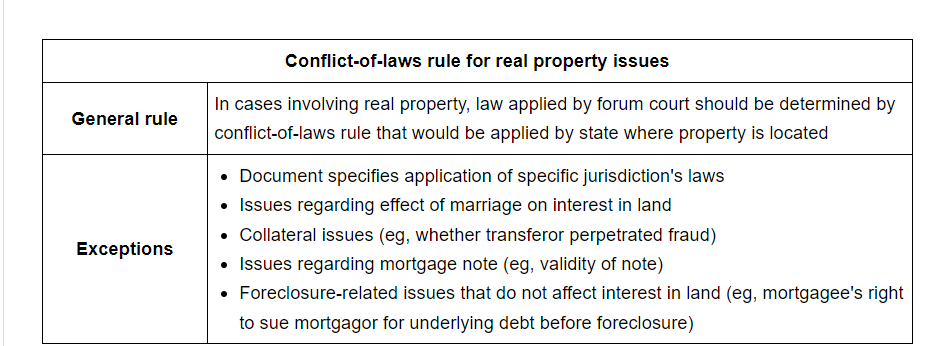 Conflict-of-laws rule for real property issues
General rule
In cases involving real property, law applied by forum court should be determined by
conflict-of-laws rule that would be applied by state where property is located
Exceptions
• Document specifies application of specific jurisdiction's laws
• Issues regarding effect of marriage on interest in land
• Collateral issues (eg, whether transferor perpetrated fraud)
• Issues regarding mortgage note (eg, validity of note)
• Foreclosure-related issues that do not affect interest in land (eg, mortgagee's right
to sue mortgagor for underlying debt before foreclosure)